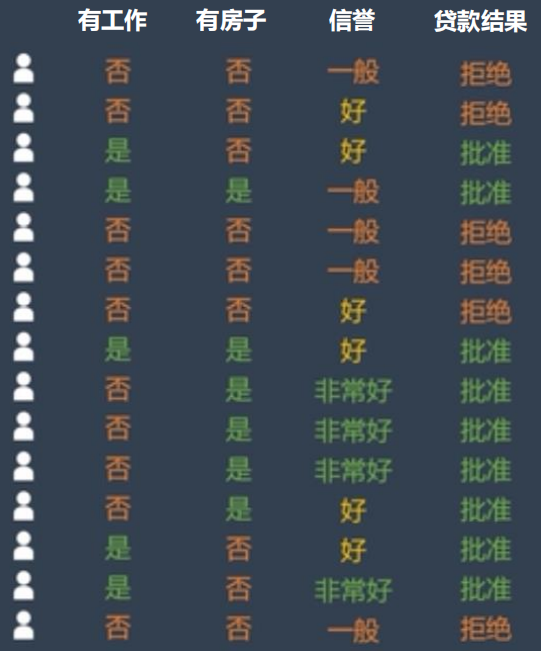 有工作 有房子 信誉 贷款结果
否 否 一般 拒绝
否 否 好 拒绝
是 否 好 批准
是 是 一般 批准
否 否 一般 拒绝
否 否 一般 拒绝
否 否 好 拒绝
是 是 好 批准
否 是 非常好 批准
否 是 非常好 批准
否 是 非常好 批准
否 是 好 批准
是 否 好 批准
是 否 非常好 批准
否 否 一般 拒绝